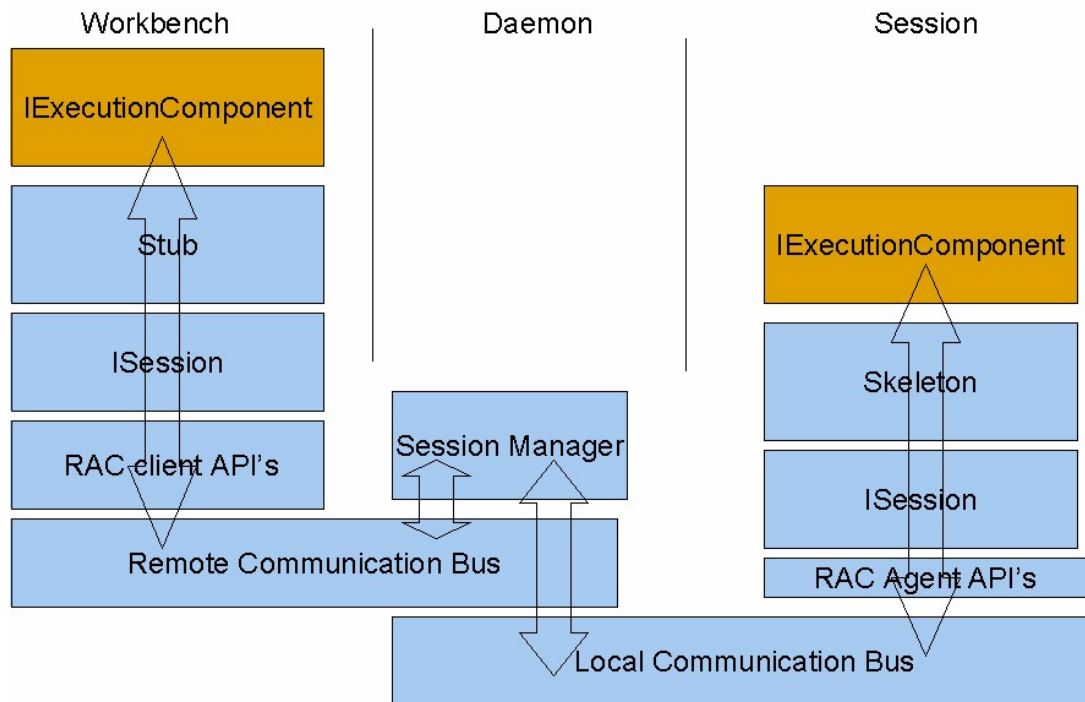 Workbench
Daemon
Session
IExecutionComponent
Stub
ISession
RAC client API's
Session Manager
Remote Communication Bus
IExecutionComponent
Skeleton
ISession
RAC Agent API's
Local Communication Bus